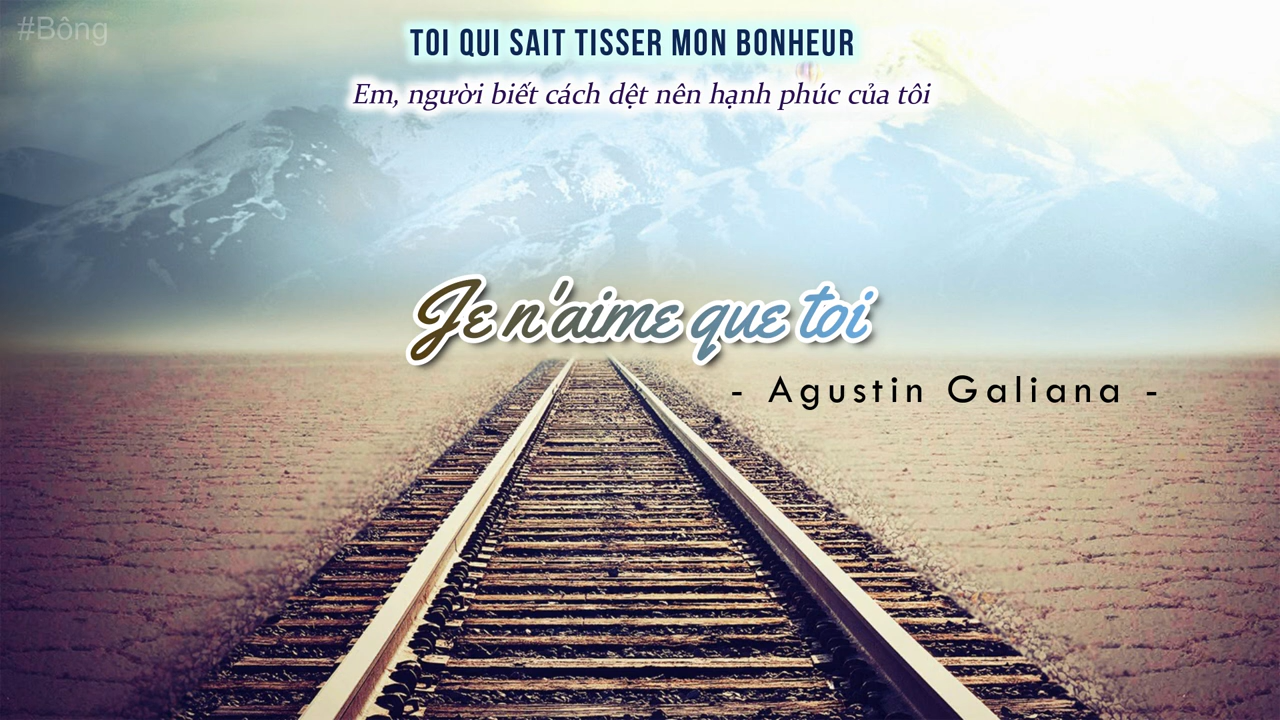 #Bông
TOI QUI SAIT TISSER MON BONHEUR
Em, người biết cách dệt nên hạnh phúc của tôi
Je n'aime que toi
- Agustin Galiana -